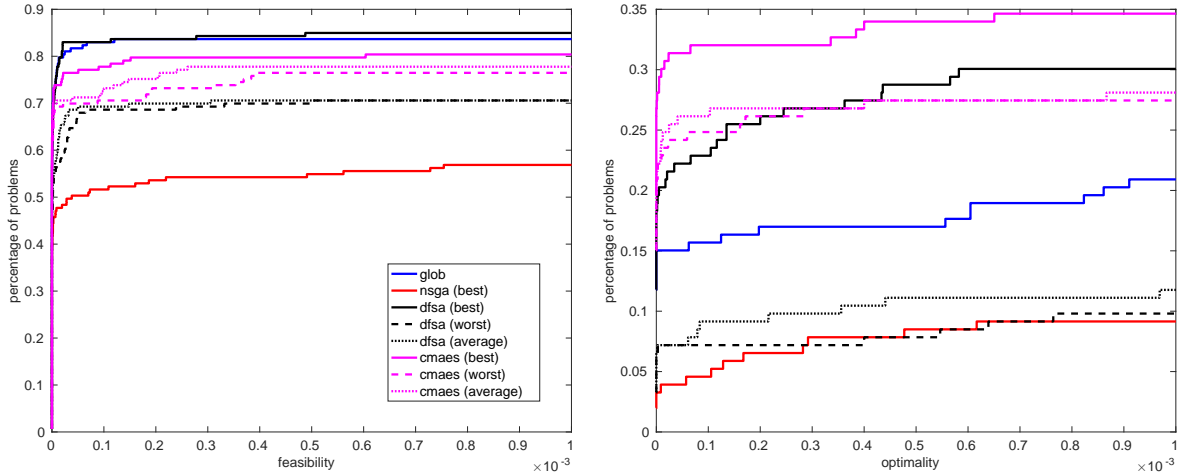 0.9
0.8
0.7
0.6
0.5
0.4
0.3
0.2
0.1
0
percentage of problems
glob
nsga (best)
dfsa (best)
dfsa (worst)
dfsa (average)
cmaes (best)
cmaes (worst)
cmaes (average)
0 0.1 0.2 0.3 0.4 0.5 0.6 0.7 0.8 0.9 1
feasibility
×10⁻³
0.35
0.3
0.25
0.2
0.15
0.1
0.05
0
percentage of problems
0 0.1 0.2 0.3 0.4 0.5 0.6 0.7 0.8 0.9 1
optimality
×10⁻³